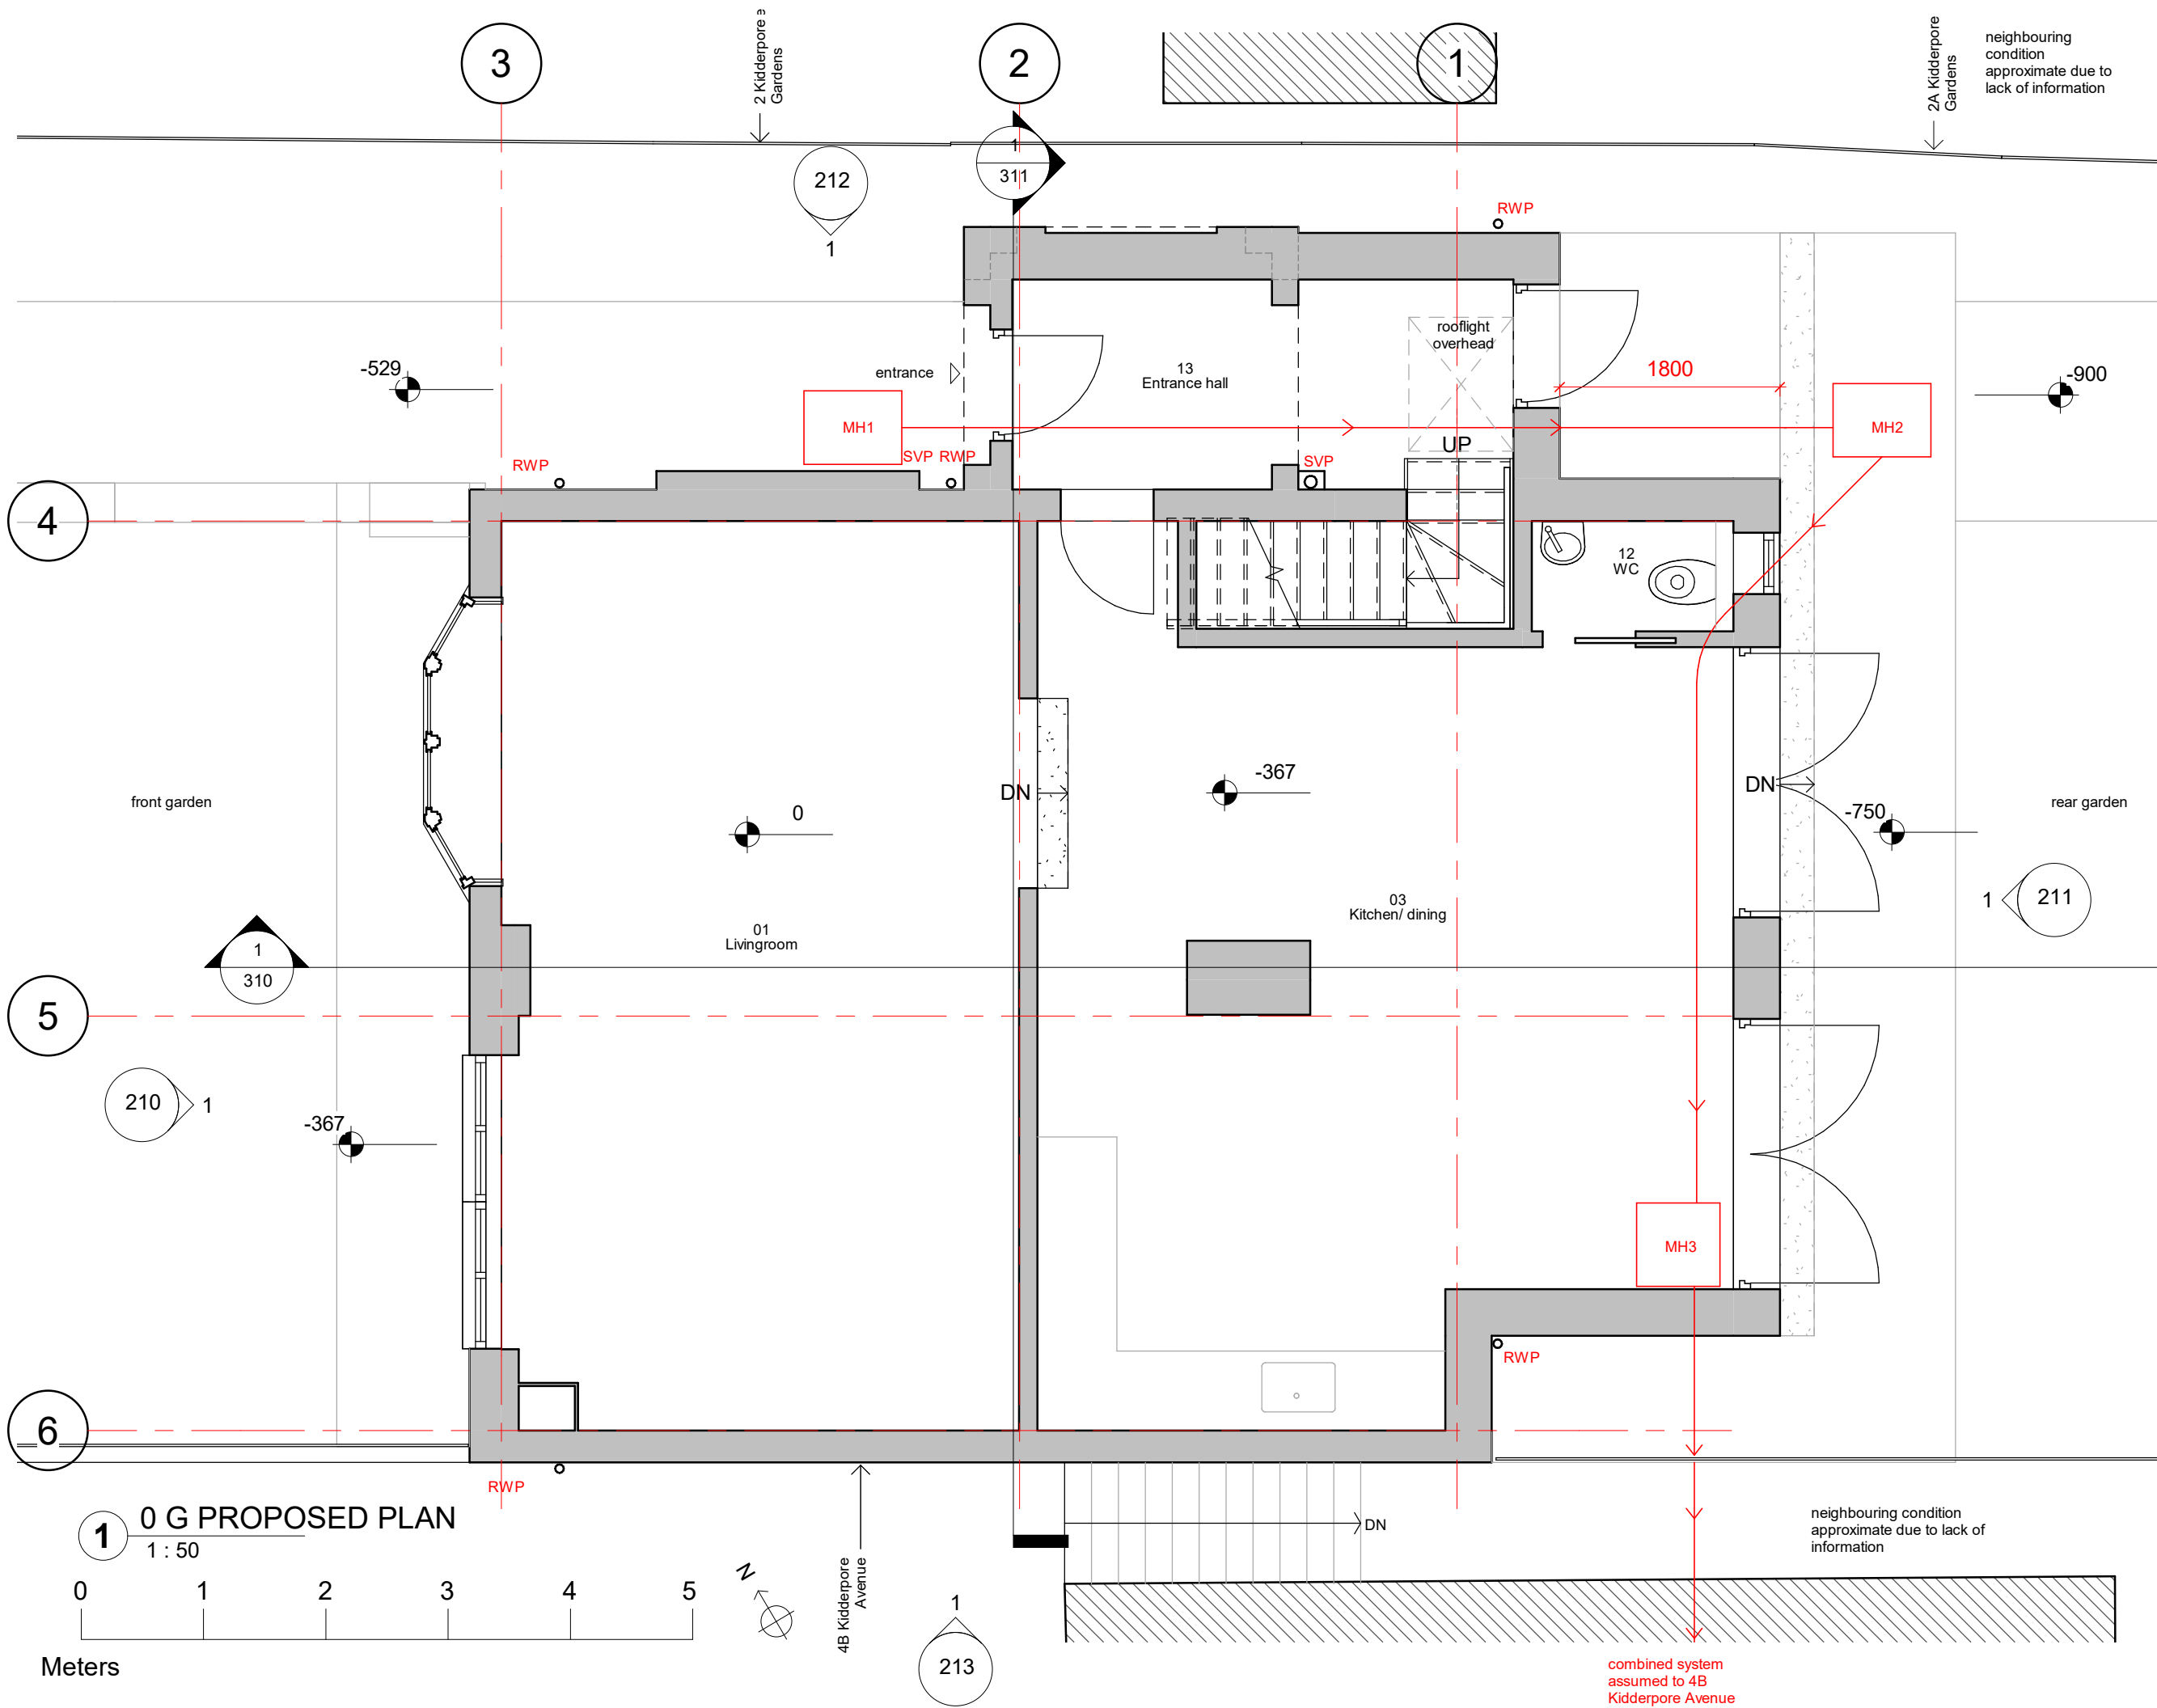 3
2 Kidderpore
Gardens
2
1
2A Kidderpore
Gardens
neighbouring
condition
approximate due to
lack of information
212
1
1
311
RWP
-529
entrance
13
Entrance hall
rooflight
overhead
1800
-900
MH1
MH2
UP
RWP
SVP RWP
SVP
4
12
WC
front garden
0
DN
-367
DN
-750
rear garden
1
310
01
Livingroom
03
Kitchen/ dining
1
211
5
210
1
-367
MH3
RWP
6
RWP
1
0 G PROPOSED PLAN
1 : 50
0
1
2
3
4
5
Meters
N
4B Kidderpore
Avenue
1
213
DN
neighbouring condition
approximate due to lack of
information
combined system
assumed to 4B
Kidderpore Avenue